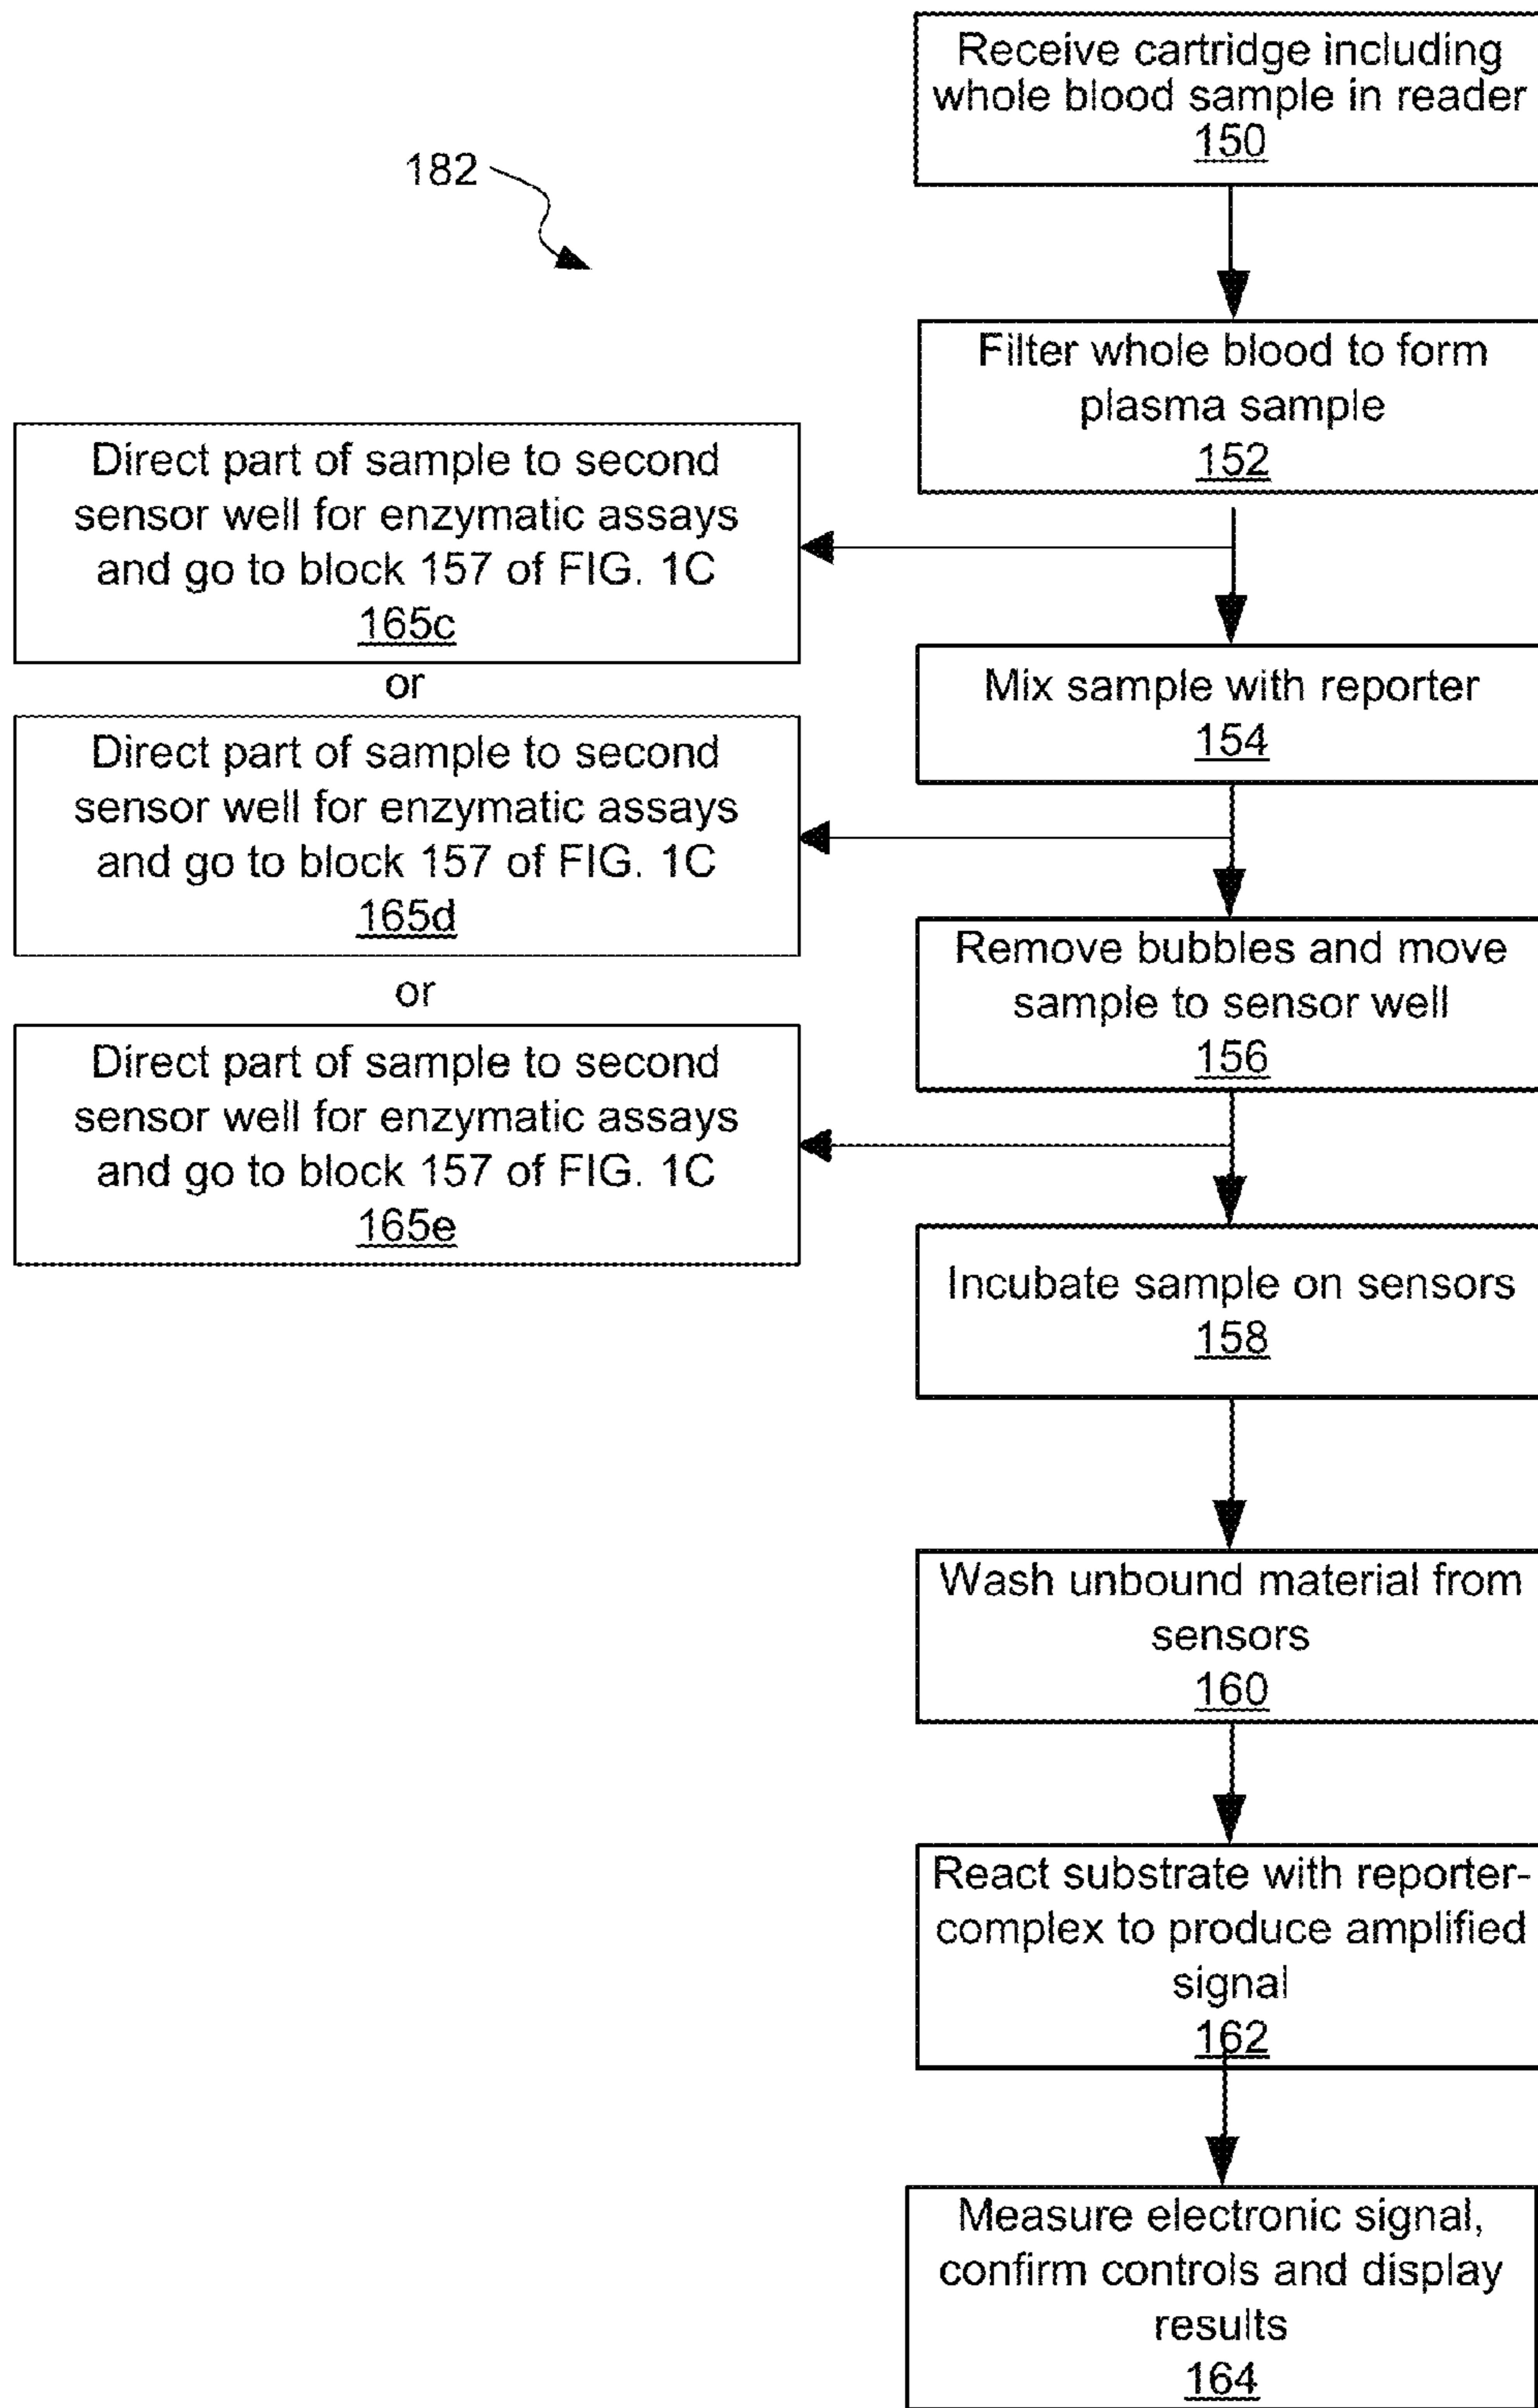 Receive cartridge including
whole blood sample in reader
150
182
Filter whole blood to form
plasma sample
152
Direct part of sample to second
sensor well for enzymatic assays
and go to block 157 of FIG. 1C
165c
or
Mix sample with reporter
154
Direct part of sample to second
sensor well for enzymatic assays
and go to block 157 of FIG. 1C
165d
or
Remove bubbles and move
sample to sensor well
156
Direct part of sample to second
sensor well for enzymatic assays
and go to block 157 of FIG. 1C
165e
Incubate sample on sensors
158
Wash unbound material from
sensors
160
React substrate with reporter-
complex to produce amplified
signal
162
Measure electronic signal,
confirm controls and display
results
164